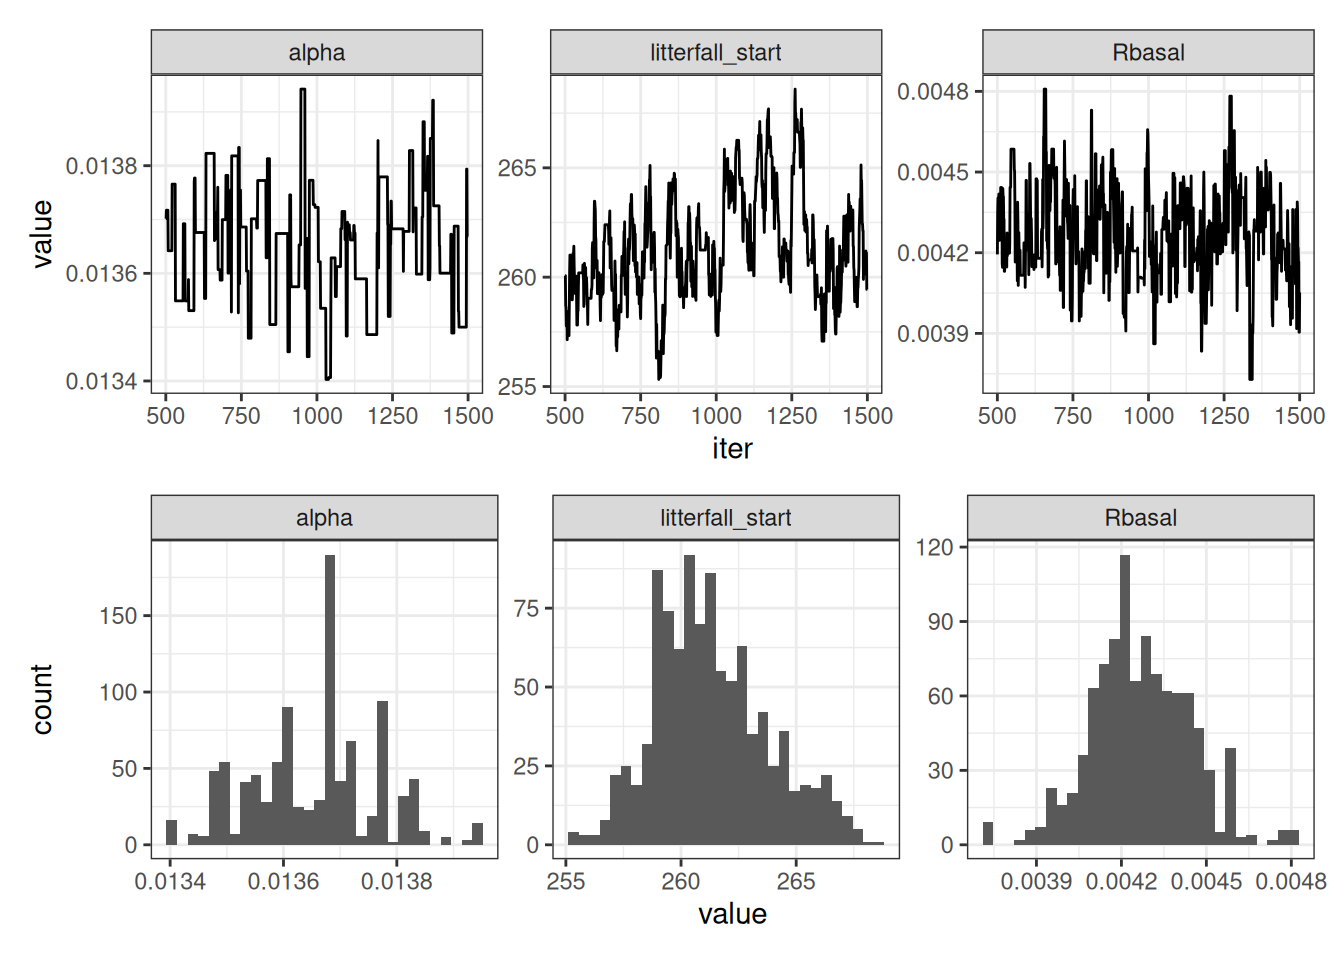 alpha
litterfall_start
Rbasal
value
0.0138
0.0136
0.0134
265
260
255
0.0048
0.0045
0.0042
0.0039
500 750 1000 1250 1500
500 750 1000 1250 1500
500 750 1000 1250 1500
iter
alpha
litterfall_start
Rbasal
count
150
100
50
0
75
50
25
0
120
90
60
30
0
0.0134 0.0136 0.0138
255 260 265
0.0039 0.0042 0.0045 0.0048
value